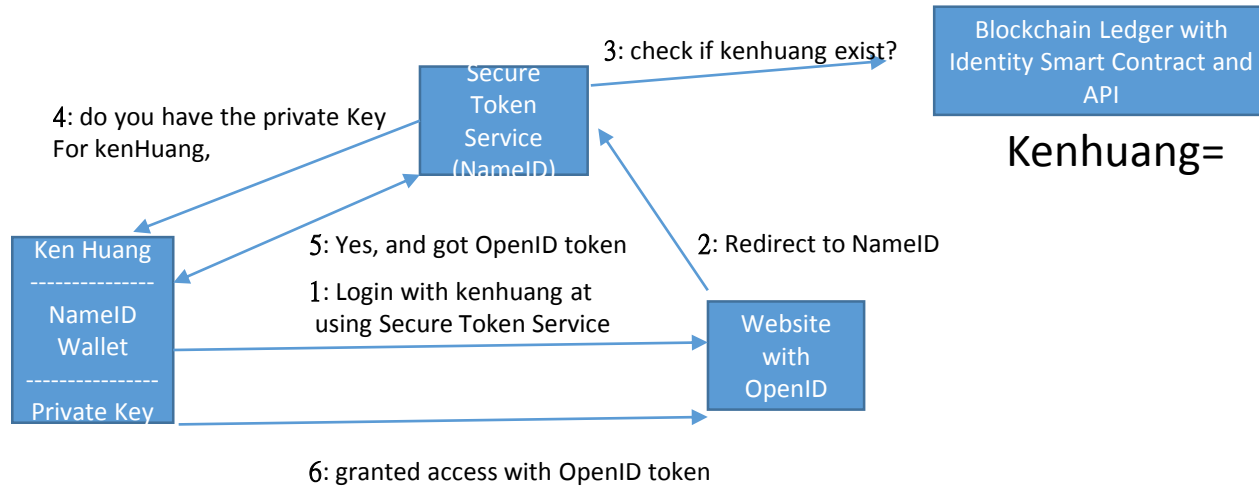 Blockchain Ledger with
Identity Smart Contract and
API
3: check if kenhuang exist?
Secure
Token
Service
(NameID)
4: do you have the private Key
For kenHuang,
Kenhuang=
Ken Huang
---------------
NameID
Wallet
-----------------
Private Key
5: Yes, and got OpenID token
2: Redirect to NameID
1: Login with kenhuang at
using Secure Token Service
Website
with
OpenID
6: granted access with OpenID token